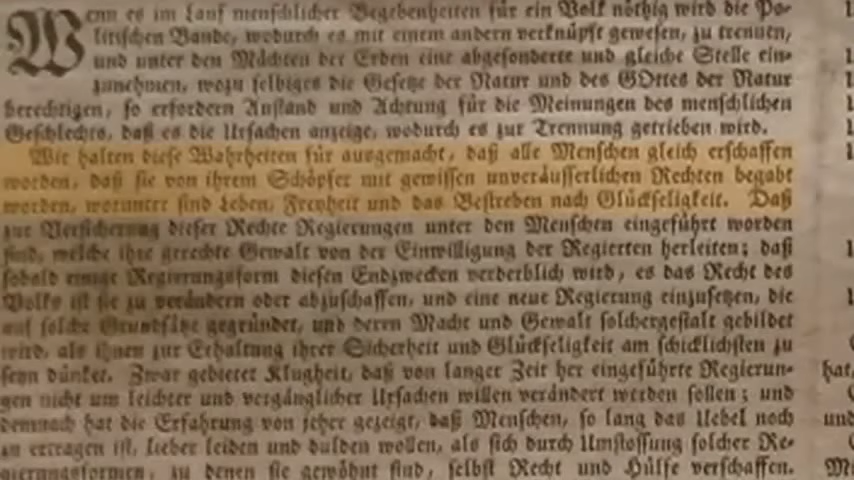 Wenn es im Lauf menschlicher Begebenheiten für ein Volk nöthig wird die Po-
litischen Bande, wodurch es mit einem andern verknüpft gewesen, zu trennen,
und unter den Mächten der Erden eine abgesonderte und gleiche Stelle ein-
zunehmen, wozu selbiges die Gesetze der Natur und des GOttes der Natur
berechtigen, so erfordern Anstand und Achtung für die Meinungen des menschlichen
Geschlechts, daß es die Ursachen anzeige, wodurch es zur Trennung getrieben wird.
Wir halten diese Wahrheiten für ausgemacht, daß alle Menschen gleich erschaffen
worden, daß sie von ihrem Schöpfer mit gewissen unveräusserlichen Rechten begabt
worden, worunter sind Leben, Freyheit und das Bestreben nach Glückseligkeit. Daß
zur Versicherung dieser Rechte Regierungen unter den Menschen eingeführt worden
sind, welche ihre gerechte Gewalt von der Einwilligung der Regierten herleiten; daß
sobald einige Regierungsform diesen Endzwecken verderblich wird, es das Recht des
Volks ist sie zu verändern oder abzuschaffen, und eine neue Regierung einzusetzen, die
auf solche Grundsätze gegründet, und deren Macht und Gewalt solchergestalt gebildet
wird, als ihnen zur Erhaltung ihrer Sicherheit und Glückseligkeit am schicklichsten zu
seyn dünket. Zwar gebietet Klugheit, daß von langer Zeit her eingeführte Regierun-
gen nicht um leichter und vergänglicher Ursachen willen verändert werden sollen; und
demnach hat die Erfahrung von jeher gezeigt, daß Menschen, so lang das Uebel noch
zu ertragen ist, lieber leiden und dulden wollen, als sich durch Umstossung solcher Re-
gierungsformen, zu denen sie gewöhnt sind, selbst Recht und Hülfe verschaffen.
hat,
und